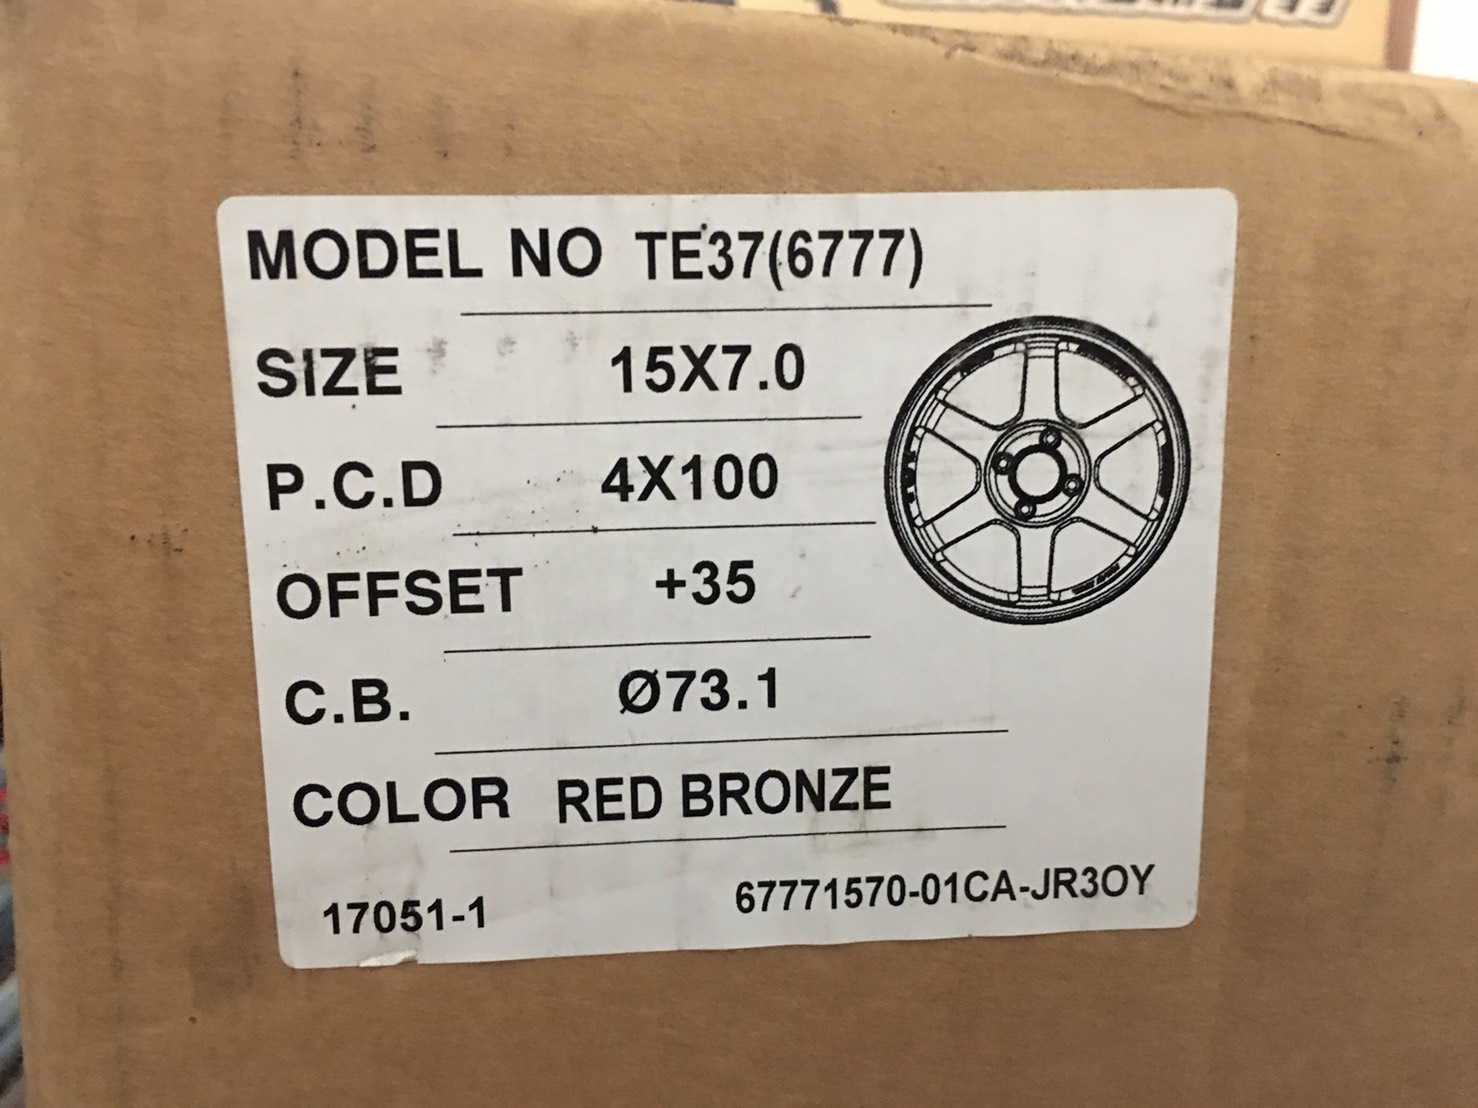 MODEL NO TE37(6777)
SIZE 15X7.0
P.C.D 4X100
OFFSET +35
C.B. Ø73.1
COLOR RED BRONZE
17051-1 67771570-01CA-JR3OY